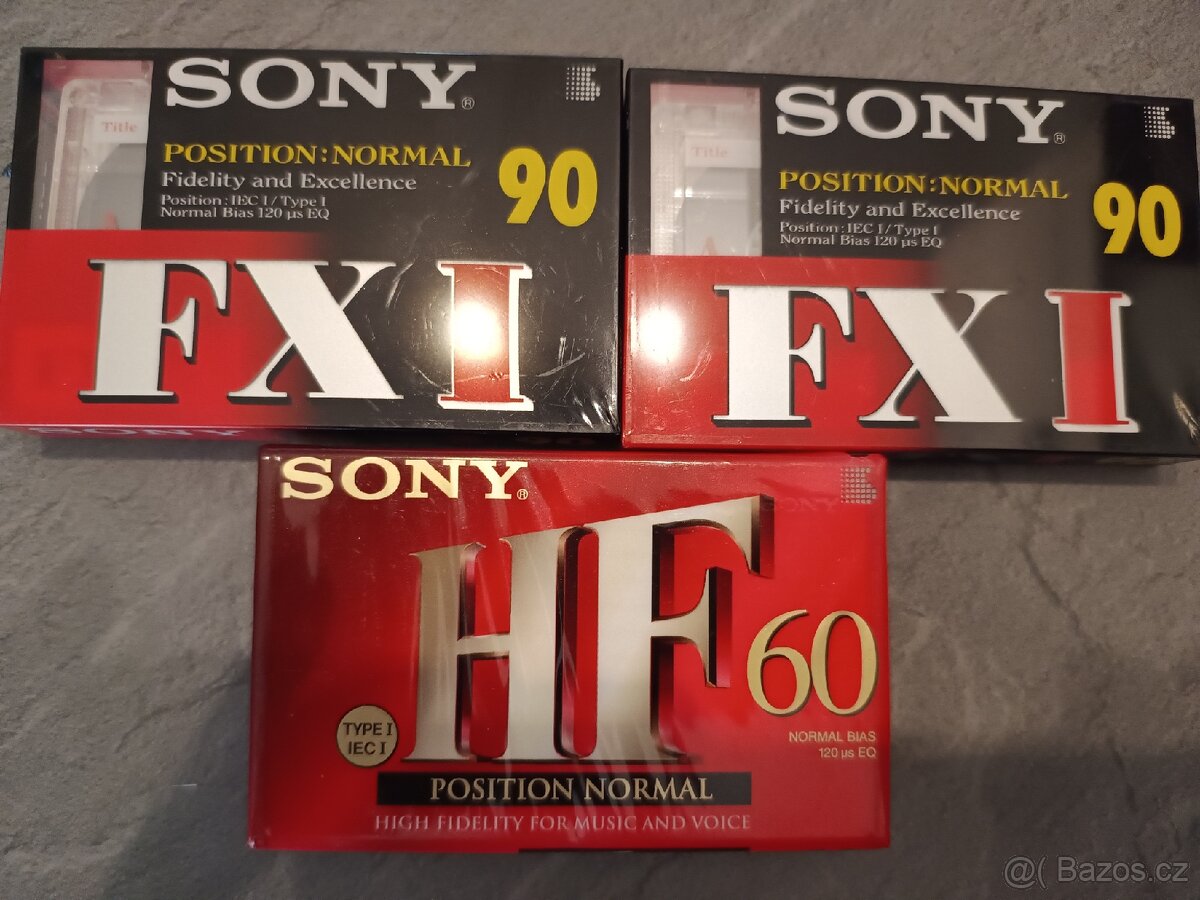 SONY®
Title
POSITION:NORMAL
Fidelity and Excellence
Position : IEC I / Type I
Normal Bias 120 µs EQ
90
A
FX I
SONY
SONY®
Title
POSITION:NORMAL
Fidelity and Excellence
Position : IEC I / Type I
Normal Bias 120 µs EQ
90
A
FX I
SONY®
HF
60
TYPE I
IEC I
NORMAL BIAS
120 µs EQ
POSITION NORMAL
HIGH FIDELITY FOR MUSIC AND VOICE
@( Bazos.cz